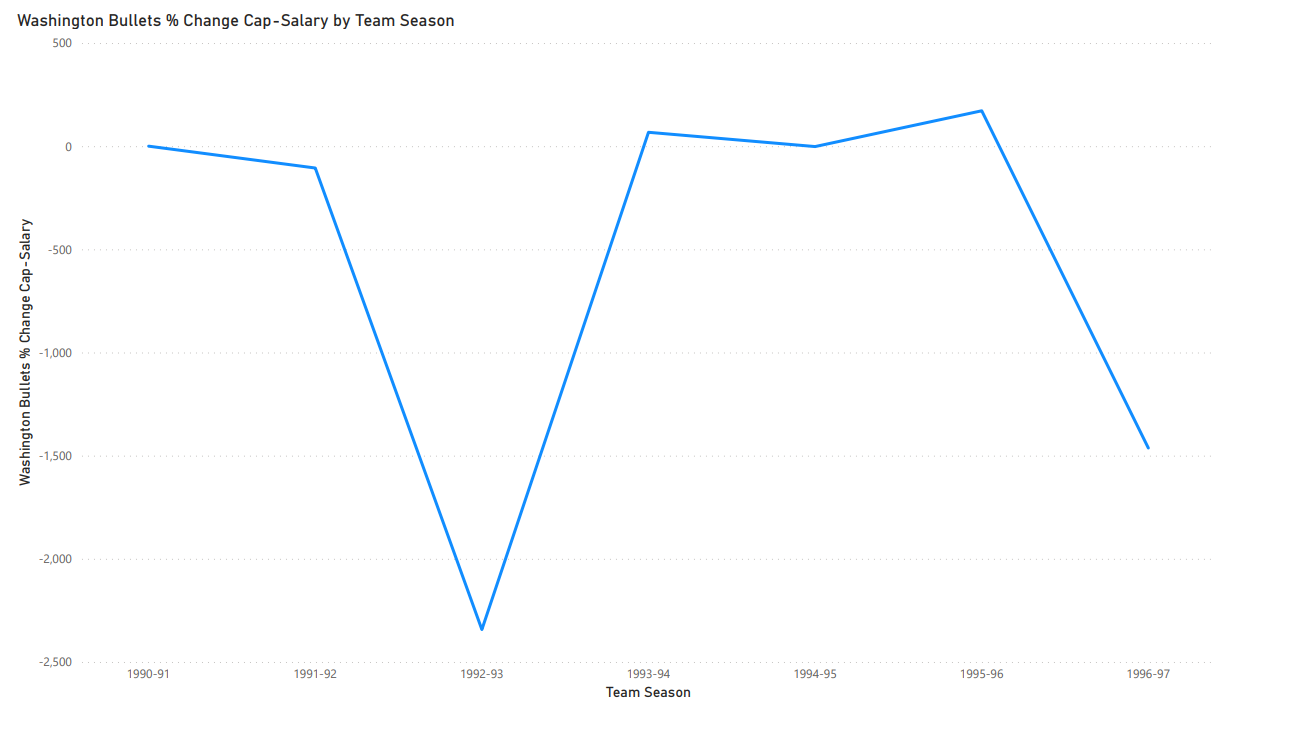 Washington Bullets % Change Cap-Salary by Team Season
Washington Bullets % Change Cap-Salary
500
0
-500
-1,000
-1,500
-2,000
-2,500
1990-91 1991-92 1992-93 1993-94 1994-95 1995-96 1996-97
Team Season